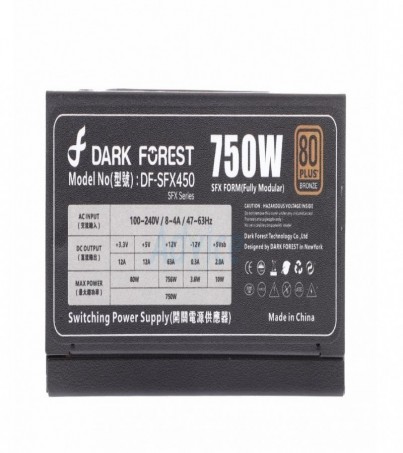 DARK FOREST
Model No(型號) : DF-SFX450
SFX Series
750W
SFX FORM(Fully Modular)
80
PLUS
BRONZE
AC INPUT
100~240V / 8~4A / 47~63Hz
DC OUTPUT
+3.3V +5V +12V -12V +5Vsb
12A 12A 63A 0.3A 2.0A
MAX POWER
80W 756W 3.6W 10W
750W
CAUTION : HAZARDOUS VOLTAGE INSIDE
Dark Forest Technology Co.,Ltd
Designed by DARK FOREST in NewYork
Made in China
Switching Power Supply(開關電源供應器)